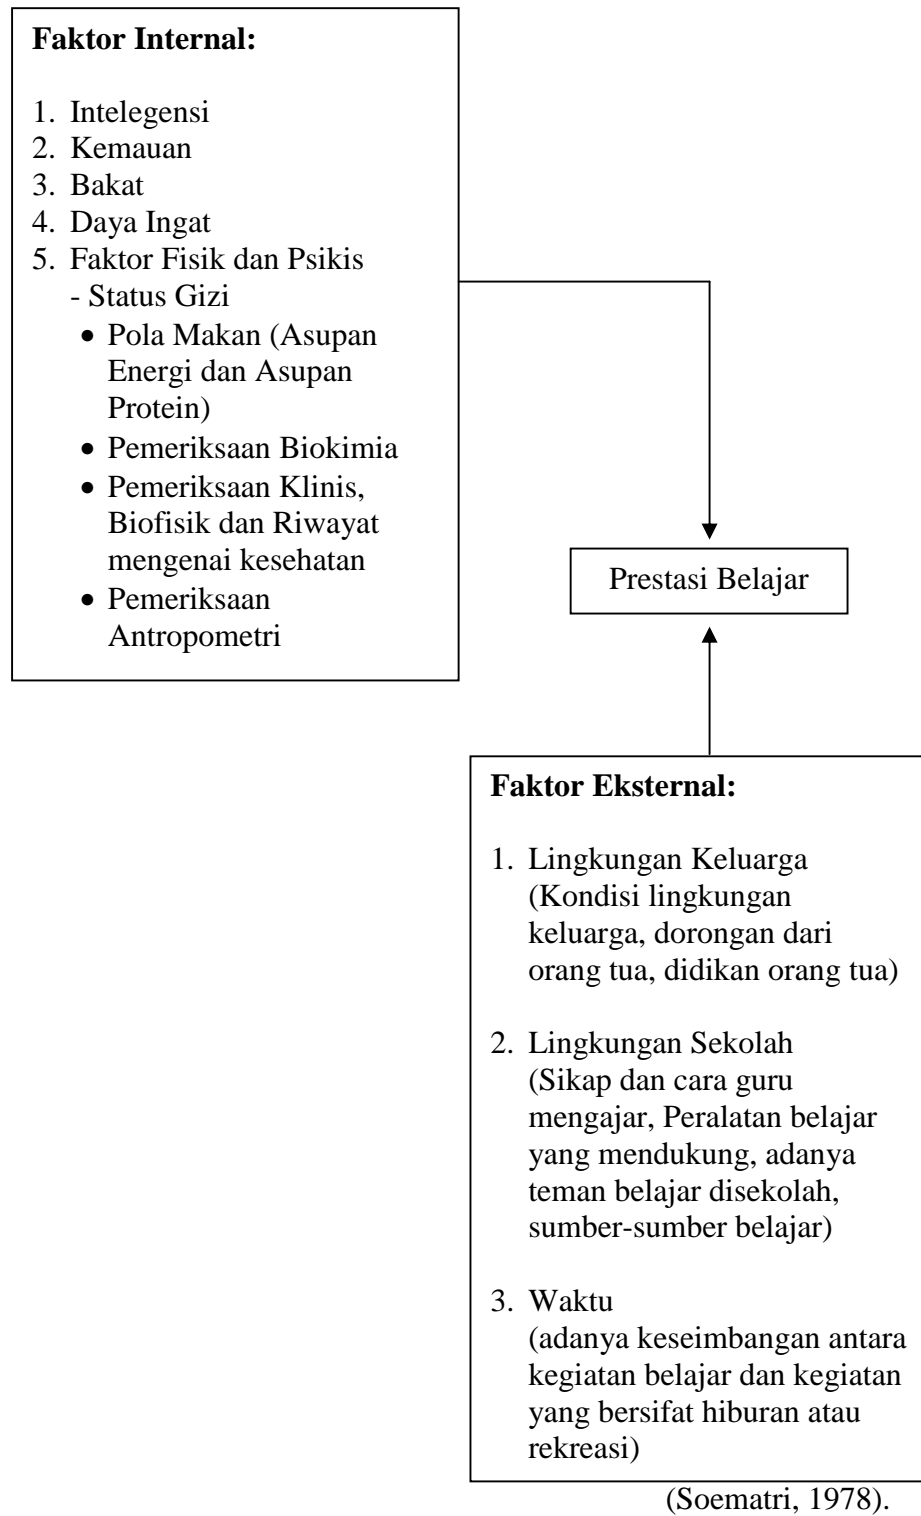 Faktor Internal:
1. Intelegensi
2. Kemauan
3. Bakat
4. Daya Ingat
5. Faktor Fisik dan Psikis
- Status Gizi
• Pola Makan (Asupan
Energi dan Asupan
Protein)
• Pemeriksaan Biokimia
• Pemeriksaan Klinis,
Biofisik dan Riwayat
mengenai kesehatan
• Pemeriksaan
Antropometri
Prestasi Belajar
Faktor Eksternal:
1. Lingkungan Keluarga
(Kondisi lingkungan
keluarga, dorongan dari
orang tua, didikan orang tua)
2. Lingkungan Sekolah
(Sikap dan cara guru
mengajar, Peralatan belajar
yang mendukung, adanya
teman belajar disekolah,
sumber-sumber belajar)
3. Waktu
(adanya keseimbangan antara
kegiatan belajar dan kegiatan
yang bersifat hiburan atau
rekreasi)
(Soematri, 1978).